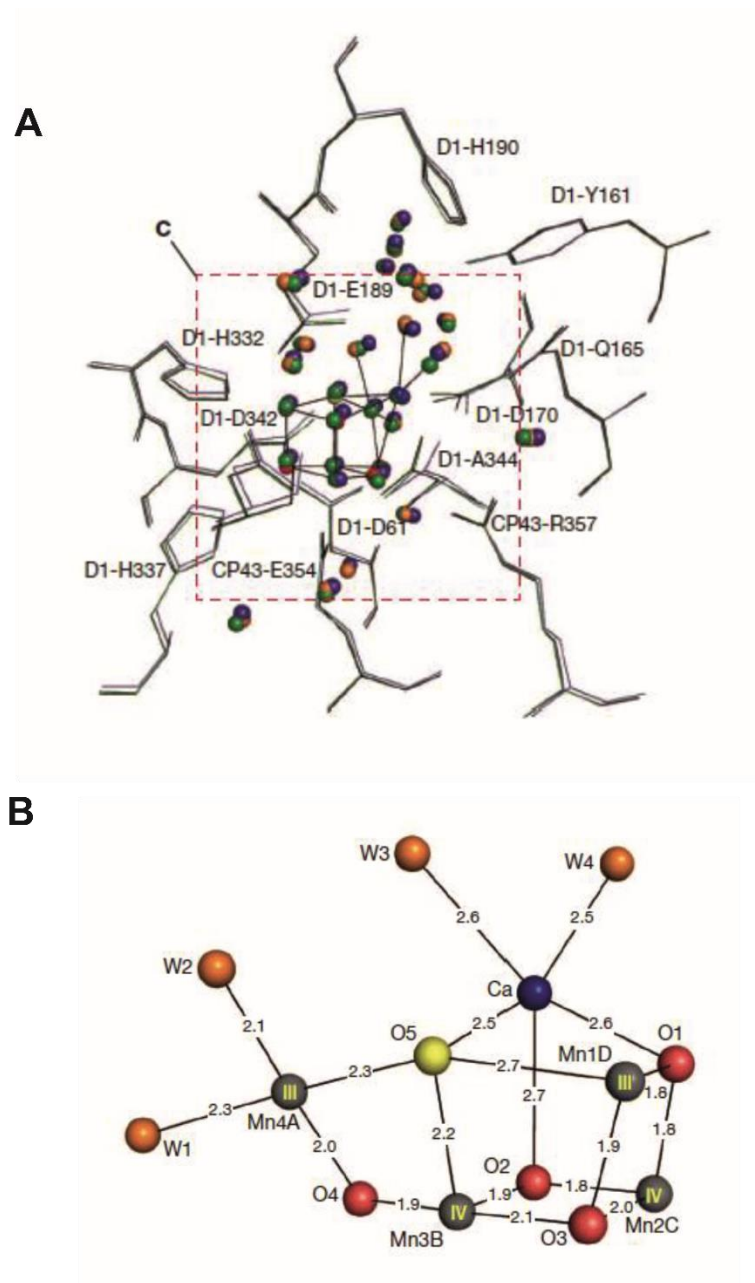 A
D1-H190
D1-Y161
C
D1-E189
D1-H332
D1-Q165
D1-D342
D1-D170
D1-A344
D1-D61
CP43-R357
D1-H337
CP43-E354
B
W3
W4
2.6
2.5
W2
Ca
2.1
O5
2.5
2.6
O1
Mn1D
2.3
2.7
III'
1.8
III
Mn4A
2.3
2.7
W1
2.0
2.2
1.9
1.8
O2
O4
1.9
1.9
1.8
IV
IV
2.1
2.0
Mn2C
Mn3B
O3